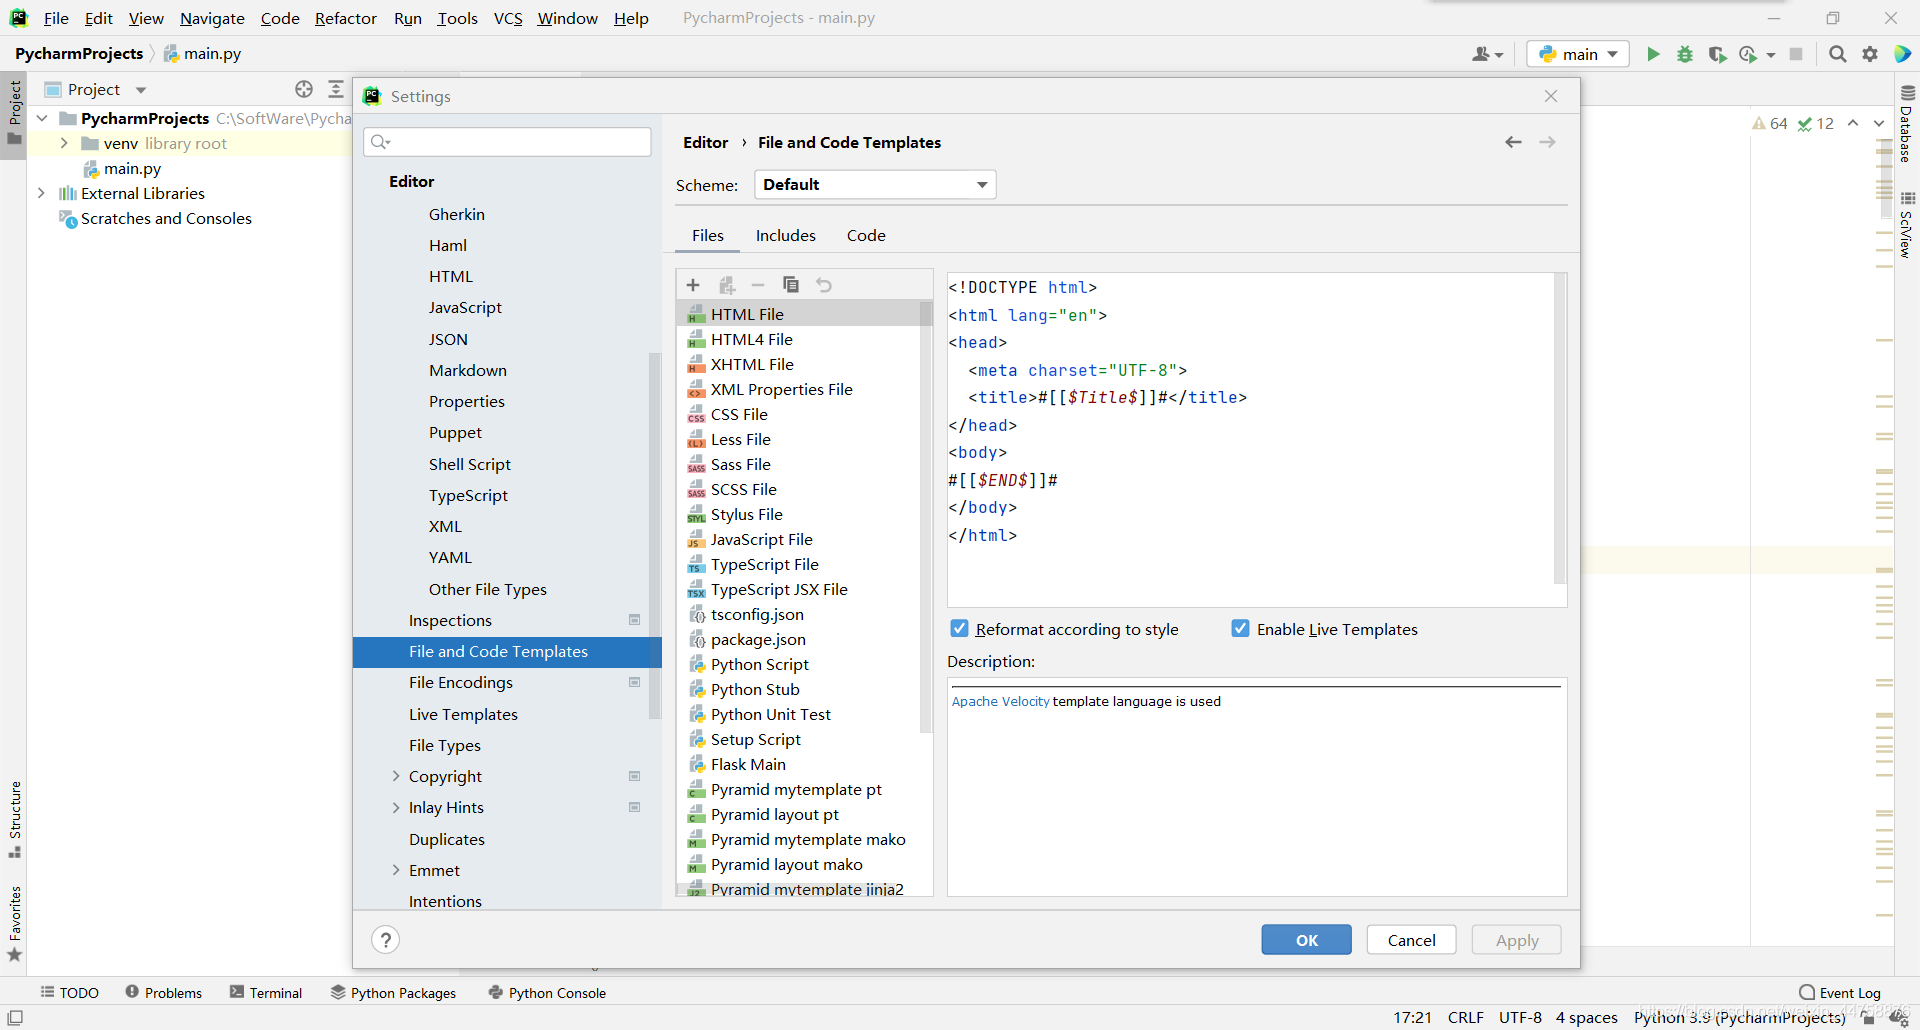 File Edit View Navigate Code Refactor Run Tools VCS Window Help PycharmProjects - main.py
PycharmProjects main.py main
Project
PycharmProjects C:\SoftWare\Pycha
venv library root
main.py
External Libraries
Scratches and Consoles
Project
Structure
Favorites
Settings
Editor
Gherkin
Haml
HTML
JavaScript
JSON
Markdown
Properties
Puppet
Shell Script
TypeScript
XML
YAML
Other File Types
Inspections
File and Code Templates
File Encodings
Live Templates
File Types
Copyright
Inlay Hints
Duplicates
Emmet
Intentions
Editor › File and Code Templates
Scheme: Default
Files Includes Code
HTML File
HTML4 File
XHTML File
XML Properties File
CSS File
Less File
Sass File
SCSS File
Stylus File
JavaScript File
TypeScript File
TypeScript JSX File
tsconfig.json
package.json
Python Script
Python Stub
Python Unit Test
Setup Script
Flask Main
Pyramid mytemplate pt
Pyramid layout pt
Pyramid mytemplate mako
Pyramid layout mako
Pyramid mytemplate jinja2
<!DOCTYPE html>
<html lang="en">
<head>
<meta charset="UTF-8">
<title>#[[$Title$]]#</title>
</head>
<body>
#[[$END$]]#
</body>
</html>
Reformat according to style Enable Live Templates
Description:
Apache Velocity template language is used
? OK Cancel Apply
64 12
Database
SciView
TODO Problems Terminal Python Packages Python Console Event Log
17:21 CRLF UTF-8 4 spaces Python 3.9 (PycharmProjects)